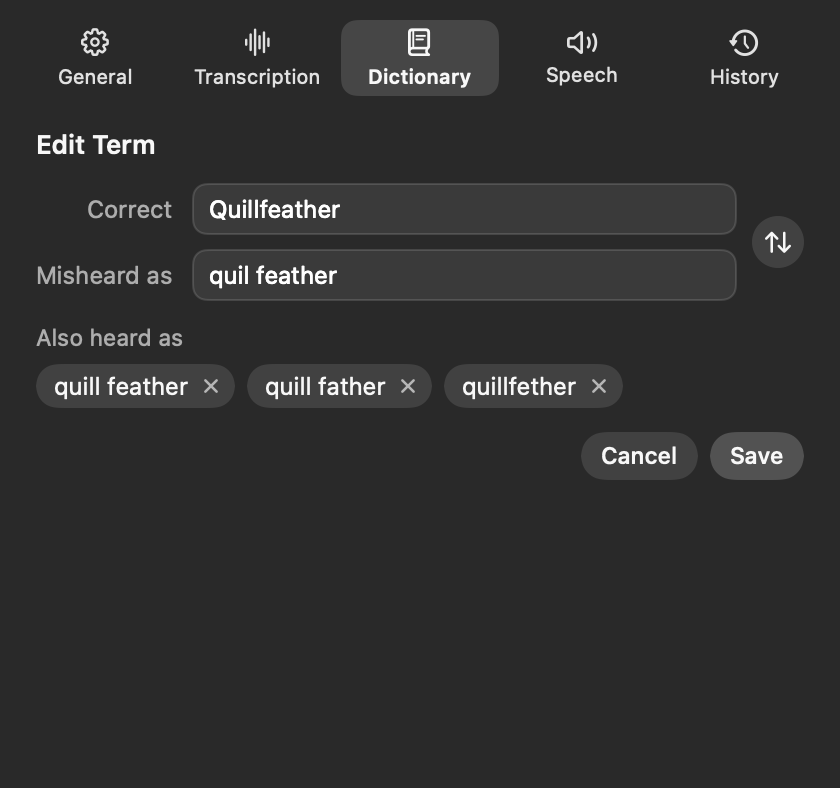 General Transcription Dictionary Speech History
Edit Term
Correct Quillfeather
Misheard as quil feather
Also heard as
quill feather × quill father × quillfether ×
Cancel Save